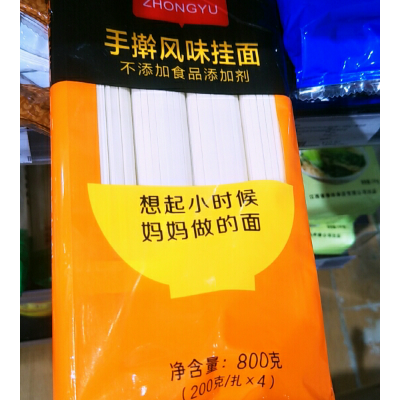 ZHONGYU
手擀风味挂面
不添加食品添加剂
想起小时候
妈妈做的面
净含量：800克
（200克/扎×4）